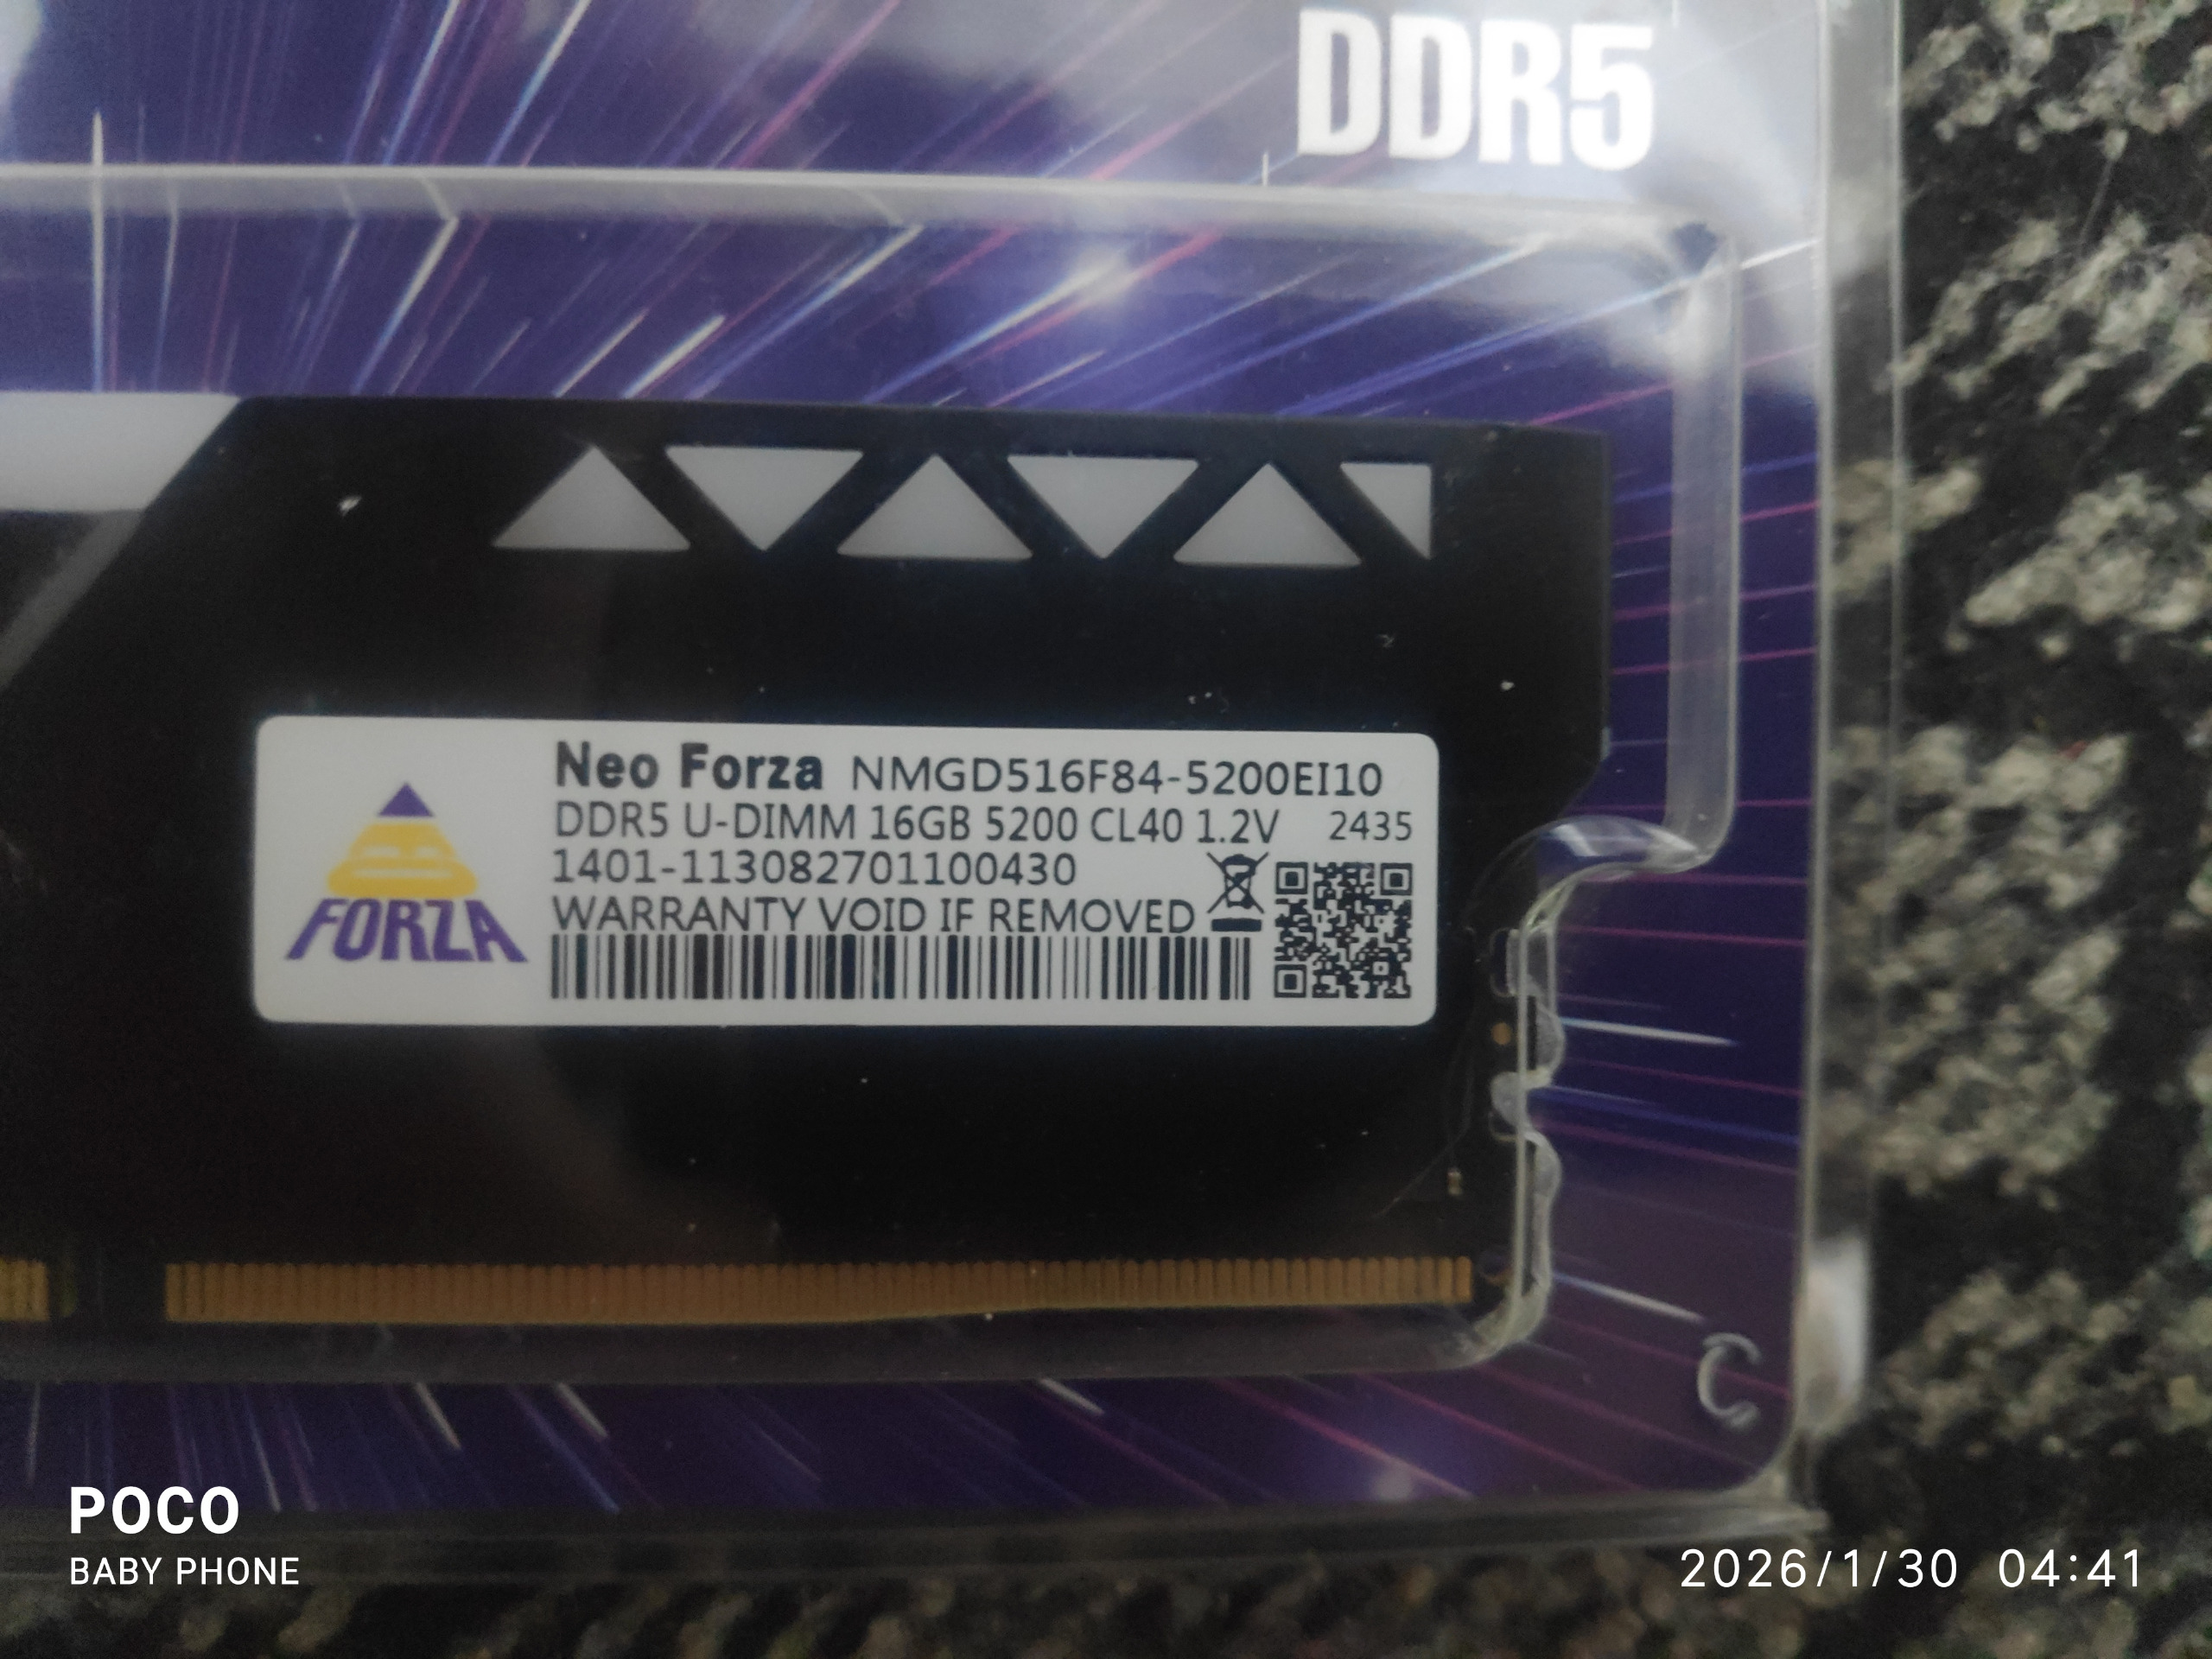 DDR5
Neo Forza NMGD516F84-5200EI10
DDR5 U-DIMM 16GB 5200 CL40 1.2V 2435
1401-113082701100430
WARRANTY VOID IF REMOVED
FORZA
C
POCO
BABY PHONE
2026/1/30 04:41